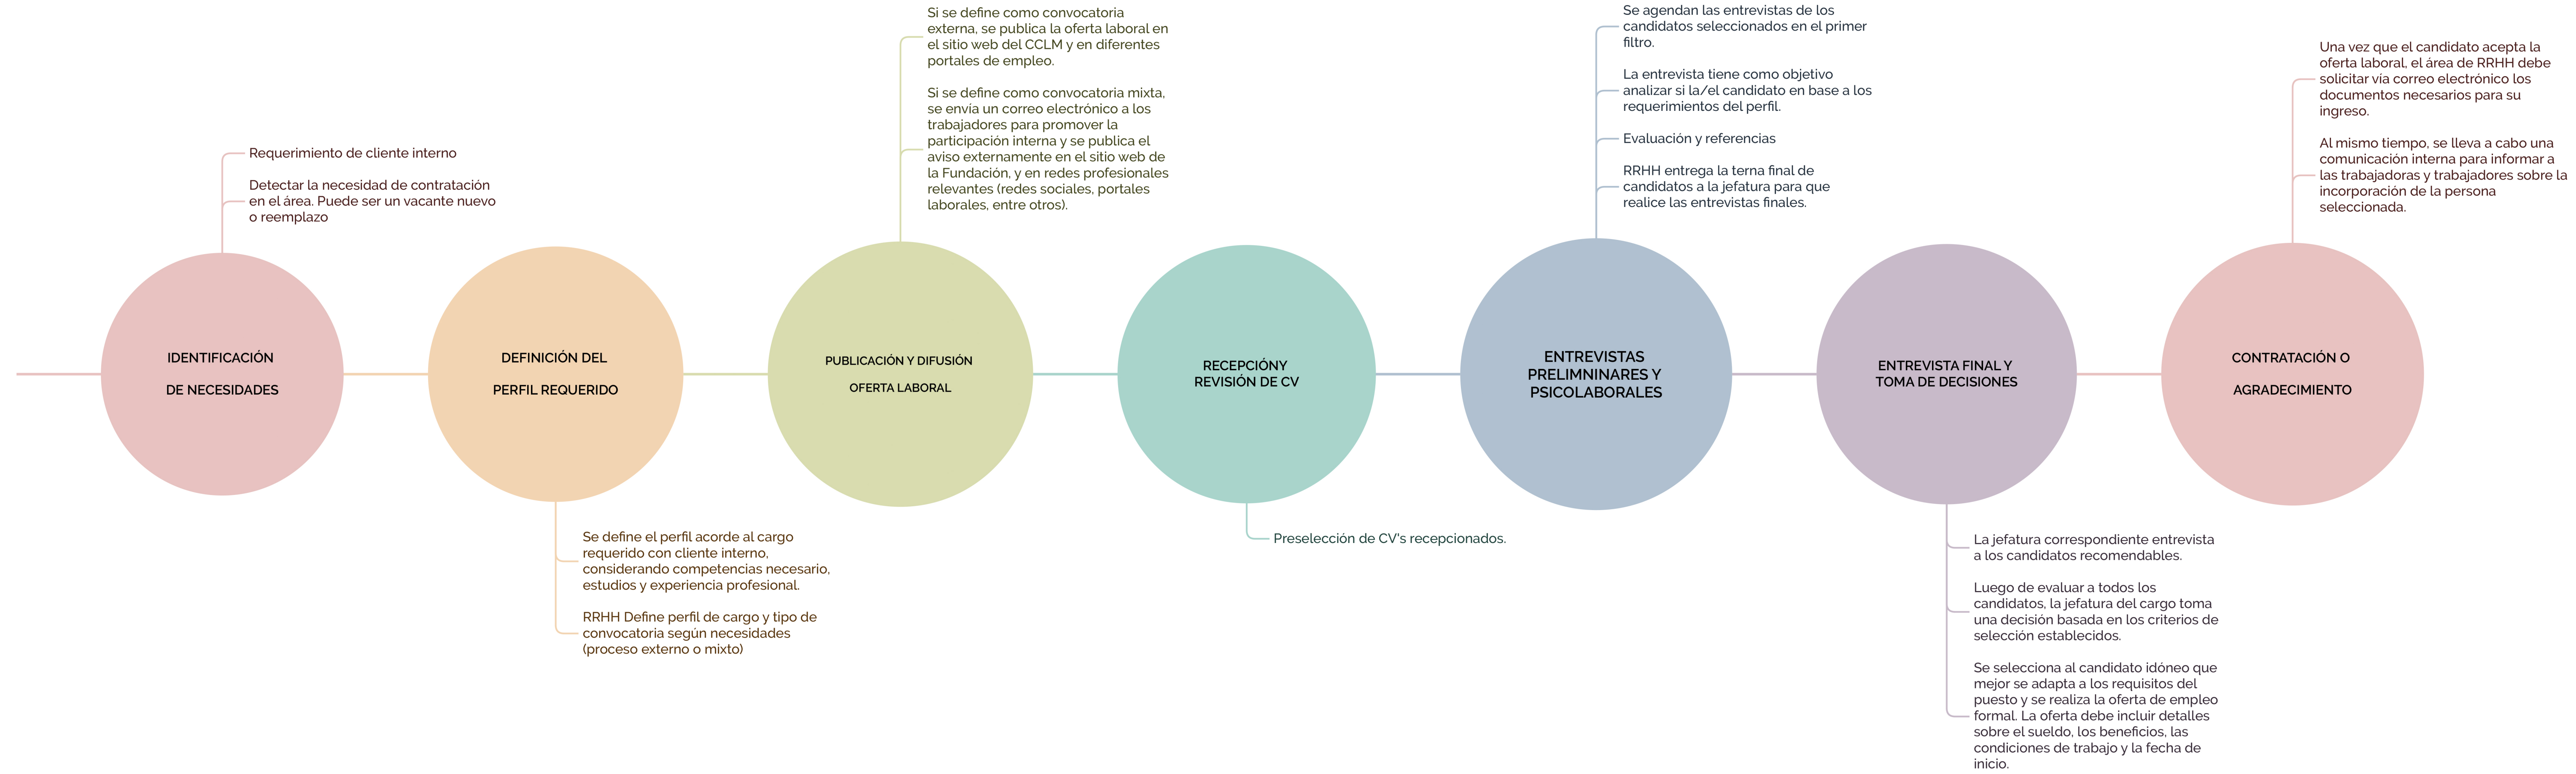 Requerimiento de cliente interno
Detectar la necesidad de contratación
en el área. Puede ser un vacante nuevo
o reemplazo
IDENTIFICACIÓN
DE NECESIDADES
DEFINICIÓN DEL
PERFIL REQUERIDO
Se define el perfil acorde al cargo
requerido con cliente interno,
considerando competencias necesario,
estudios y experiencia profesional.
RRHH Define perfil de cargo y tipo de
convocatoria según necesidades
(proceso externo o mixto)
Si se define como convocatoria
externa, se publica la oferta laboral en
el sitio web del CCLM y en diferentes
portales de empleo.
Si se define como convocatoria mixta,
se envía un correo electrónico a los
trabajadores para promover la
participación interna y se publica el
aviso externamente en el sitio web de
la Fundación, y en redes profesionales
relevantes (redes sociales, portales
laborales, entre otros).
PUBLICACIÓN Y DIFUSIÓN
OFERTA LABORAL
RECEPCIÓNY
REVISIÓN DE CV
Preselección de CV's recepcionados.
Se agendan las entrevistas de los
candidatos seleccionados en el primer
filtro.
La entrevista tiene como objetivo
analizar si la/el candidato en base a los
requerimientos del perfil.
Evaluación y referencias
RRHH entrega la terna final de
candidatos a la jefatura para que
realice las entrevistas finales.
ENTREVISTAS
PRELIMNINARES Y
PSICOLABORALES
ENTREVISTA FINAL Y
TOMA DE DECISIONES
La jefatura correspondiente entrevista
a los candidatos recomendables.
Luego de evaluar a todos los
candidatos, la jefatura del cargo toma
una decisión basada en los criterios de
selección establecidos.
Se selecciona al candidato idóneo que
mejor se adapta a los requisitos del
puesto y se realiza la oferta de empleo
formal. La oferta debe incluir detalles
sobre el sueldo, los beneficios, las
condiciones de trabajo y la fecha de
inicio.
Una vez que el candidato acepta la
oferta laboral, el área de RRHH debe
solicitar vía correo electrónico los
documentos necesarios para su
ingreso.
Al mismo tiempo, se lleva a cabo una
comunicación interna para informar a
las trabajadoras y trabajadores sobre la
incorporación de la persona
seleccionada.
CONTRATACIÓN O
AGRADECIMIENTO